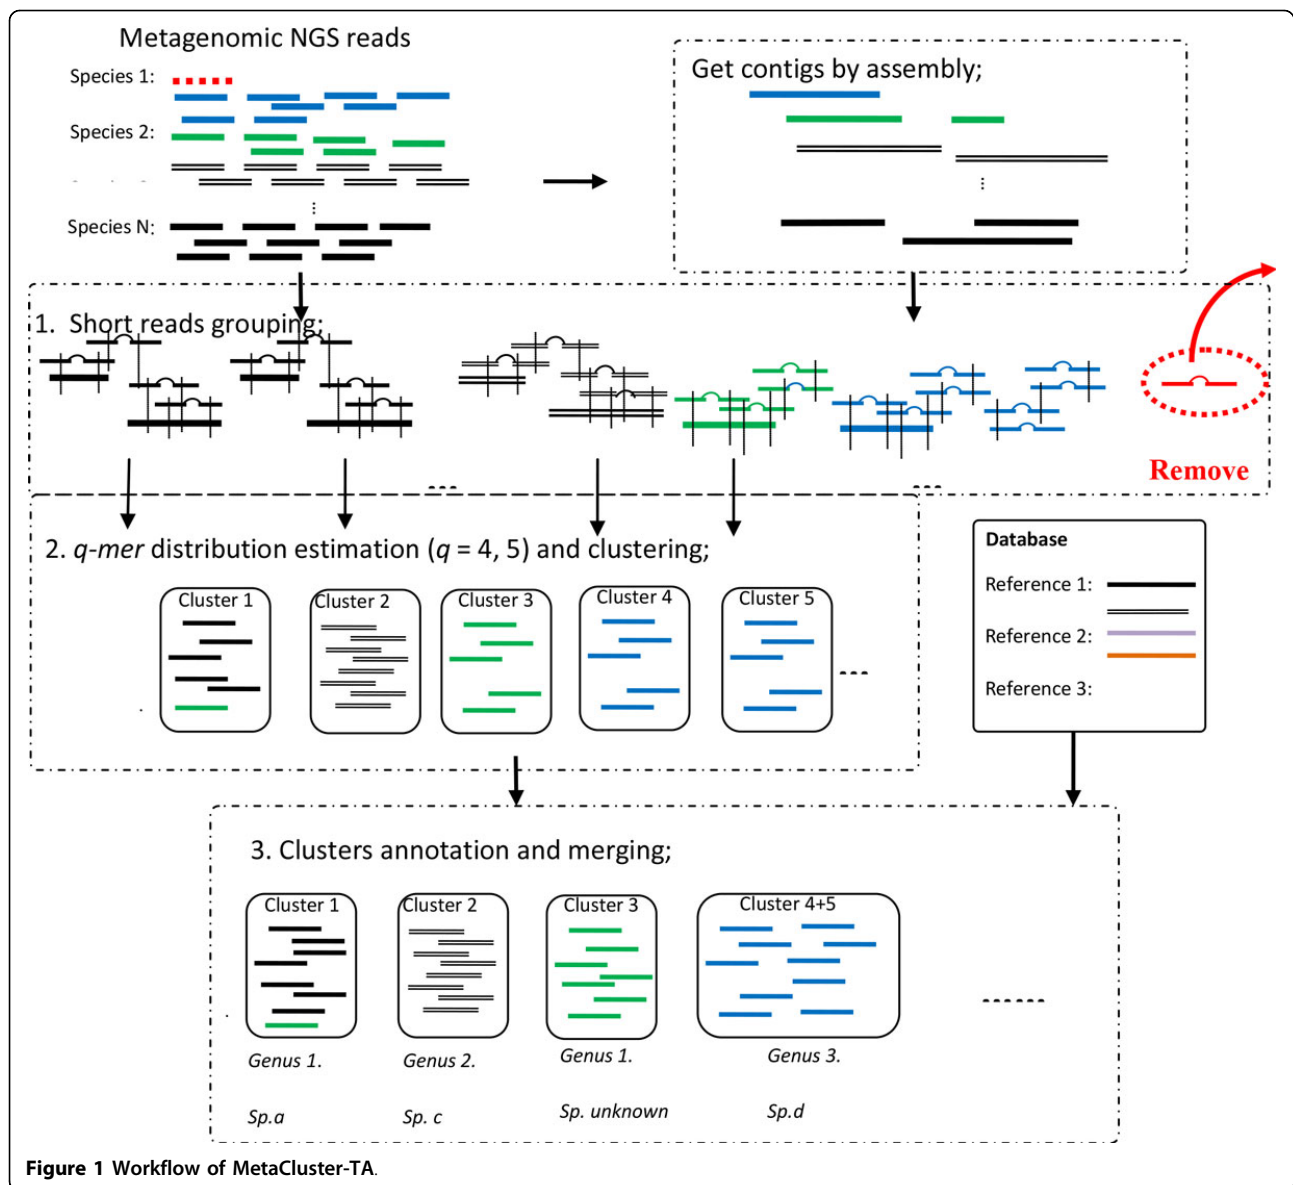 Metagenomic NGS reads
Species 1:
Species 2:
Species N:
Get contigs by assembly;
1. Short reads grouping;
Remove
2. q-mer distribution estimation (q = 4, 5) and clustering;
Cluster 1
Cluster 2
Cluster 3
Cluster 4
Cluster 5
Database
Reference 1:
Reference 2:
Reference 3:
3. Clusters annotation and merging;
Cluster 1
Cluster 2
Cluster 3
Cluster 4+5
Genus 1.
Genus 2.
Genus 1.
Genus 3.
Sp.a
Sp. c
Sp. unknown
Sp.d
Figure 1 Workflow of MetaCluster-TA.